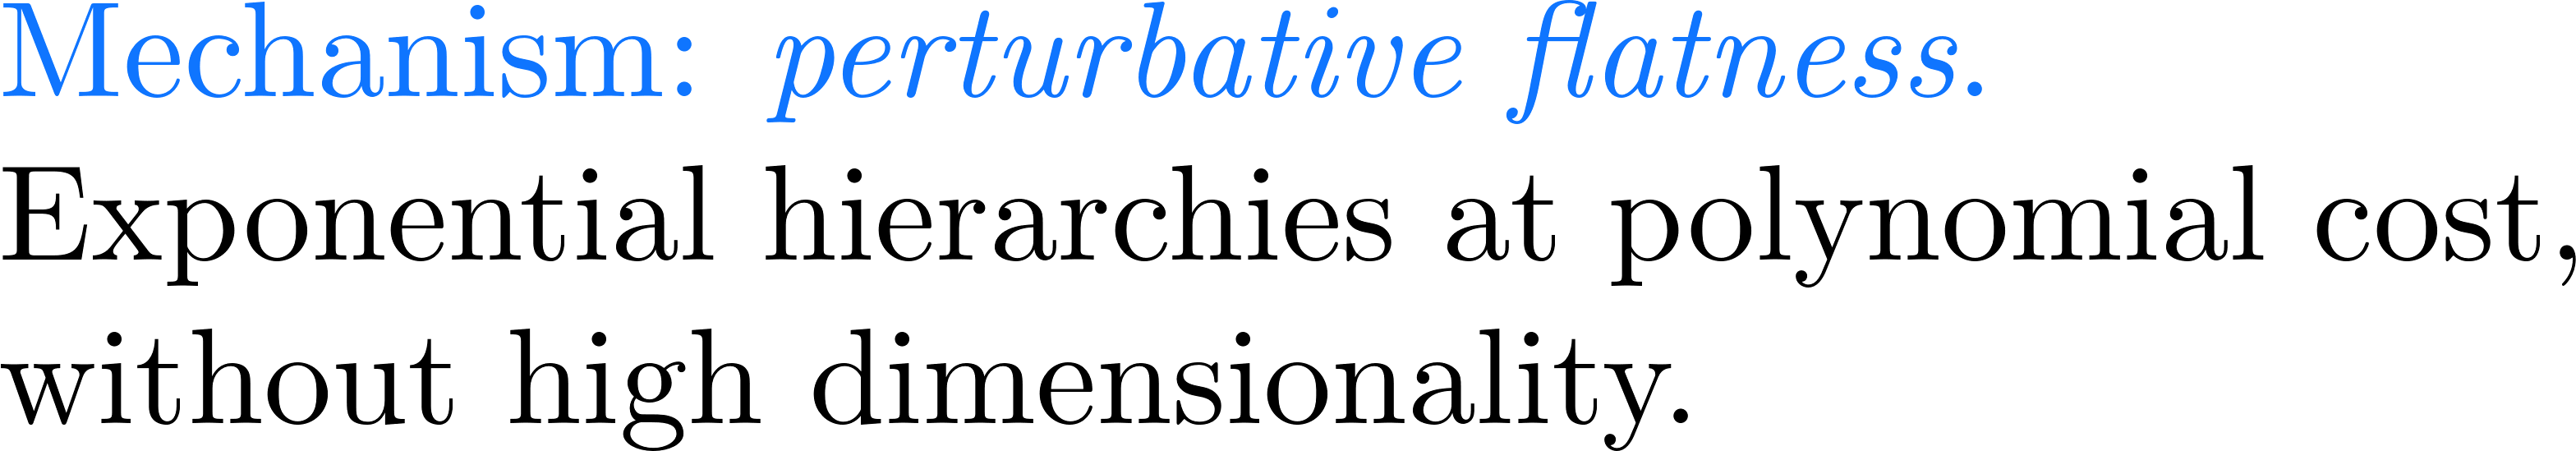 Mechanism: perturbative flatness.
Exponential hierarchies at polynomial cost,
without high dimensionality.